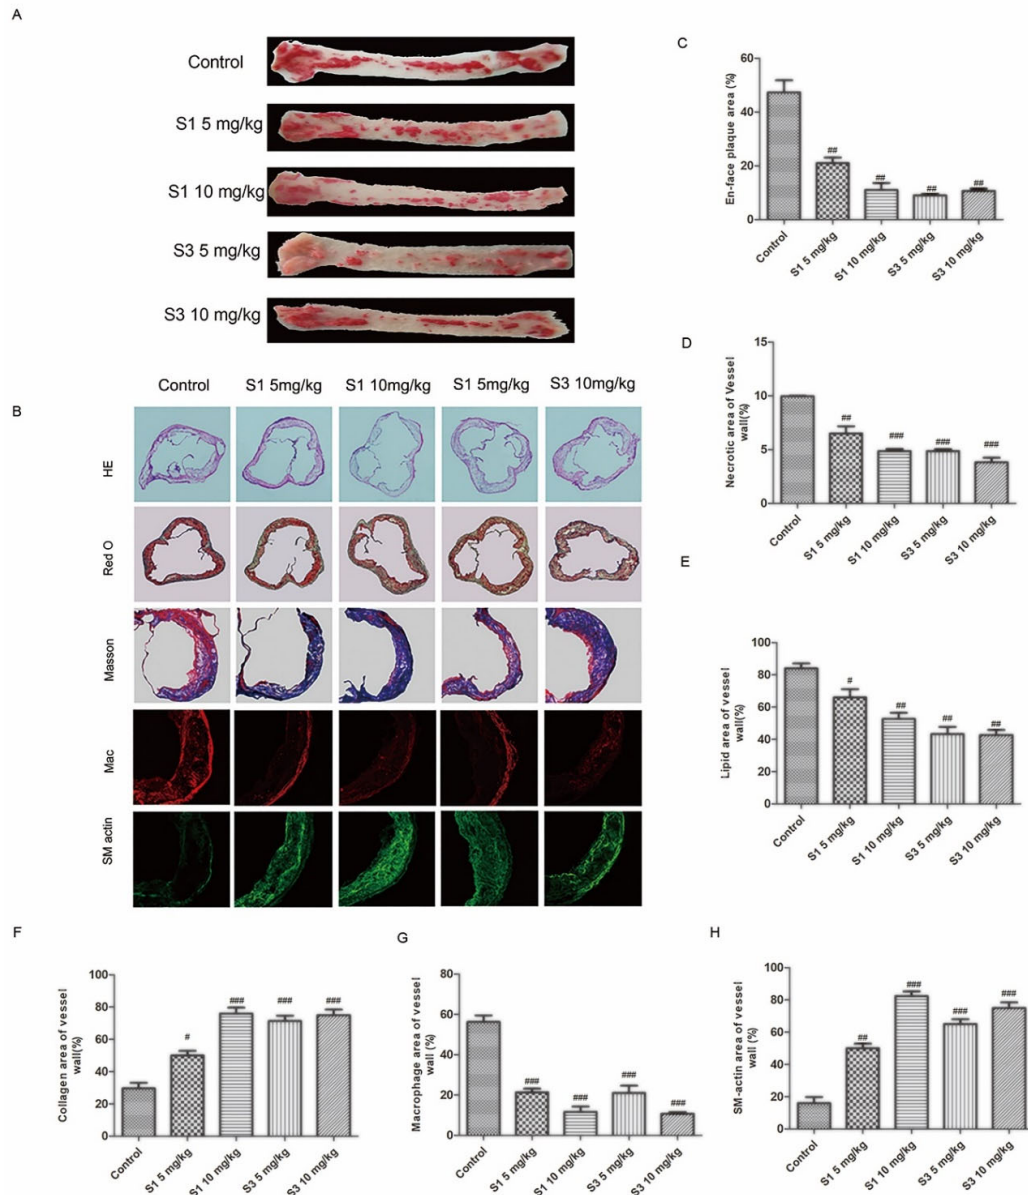 A
Control
S1 5 mg/kg
S1 10 mg/kg
S3 5 mg/kg
S3 10 mg/kg
B
Control
S1 5mg/kg
S1 10mg/kg
S1 5mg/kg
S3 10mg/kg
HE
Red O
Masson
Mac
SM actin
C
En-face plaque area (%)
60
40
20
0
##
##
##
##
Control
S1 5 mg/kg
S1 10 mg/kg
S3 5 mg/kg
S3 10 mg/kg
D
Necrotic area of Vessel
wall(%)
15
10
5
0
##
###
###
###
Control
S1 5 mg/kg
S1 10 mg/kg
S3 5 mg/kg
S3 10 mg/kg
E
Lipid area of vessel
wall(%)
100
80
60
40
20
0
#
##
##
##
Control
S1 5 mg/kg
S1 10 mg/kg
S3 5 mg/kg
S3 10 mg/kg
F
Collagen area of vessel
wall(%)
100
80
60
40
20
0
#
###
###
###
Control
S1 5 mg/kg
S1 10 mg/kg
S3 5 mg/kg
S3 10 mg/kg
G
Macrophage area of vessel
wall (%)
80
60
40
20
0
###
###
###
###
Control
S1 5 mg/kg
S1 10 mg/kg
S3 5 mg/kg
S3 10 mg/kg
H
SM-actin area of vessel
wall (%)
100
80
60
40
20
0
##
###
###
###
Control
S1 5 mg/kg
S1 10 mg/kg
S3 5 mg/kg
S3 10 mg/kg